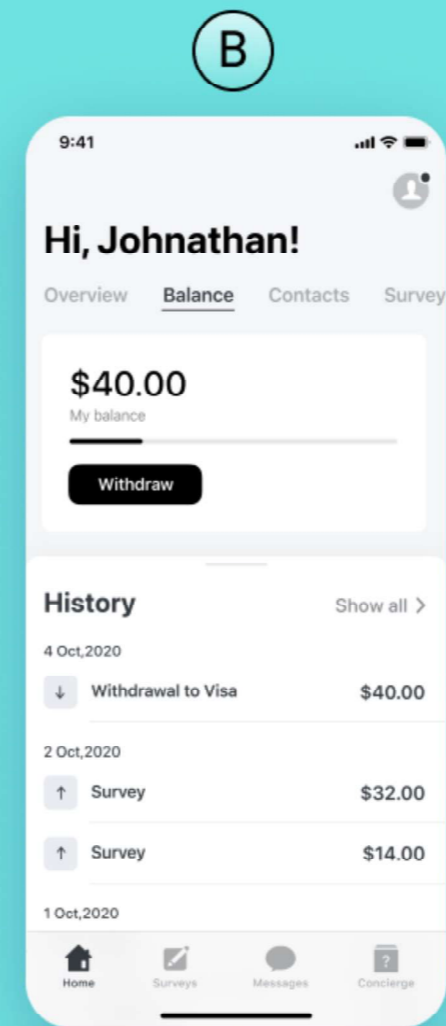 B
9:41
Hi, Johnathan!
Overview Balance Contacts Survey
$40.00
My balance
Withdraw
History Show all >
4 Oct,2020
↓ Withdrawal to Visa $40.00
2 Oct,2020
↑ Survey $32.00
↑ Survey $14.00
1 Oct,2020
?
Home Surveys Messages Concierge